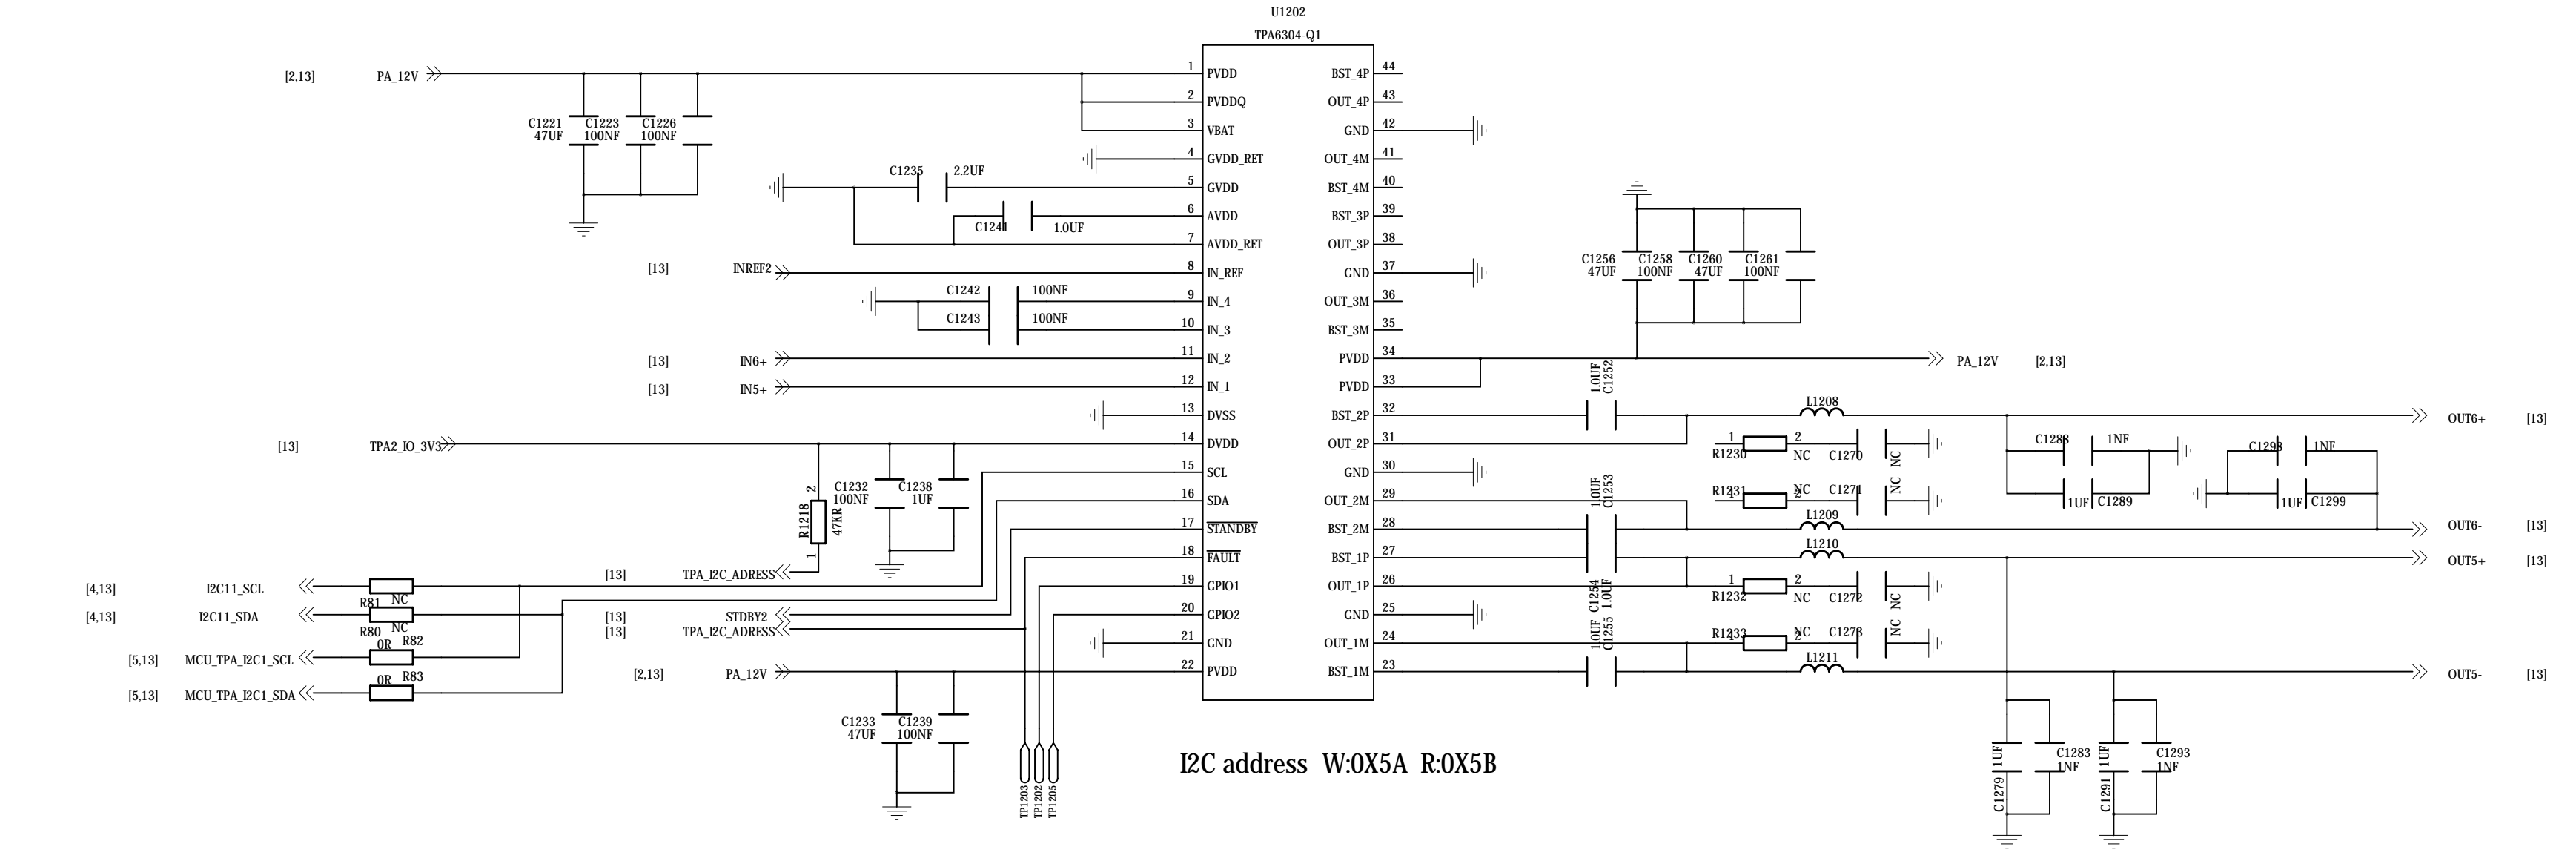 U1202
TPA6304-Q1
[2,13] PA_12V
1 PVDD BST_4P 44
2 PVDDQ OUT_4P 43
3 VBAT GND 42
4 GVDD_RET OUT_4M 41
5 GVDD BST_4M 40
6 AVDD BST_3P 39
7 AVDD_RET OUT_3P 38
8 IN_REF GND 37
9 IN_4 OUT_3M 36
10 IN_3 BST_3M 35
11 IN_2 PVDD 34
12 IN_1 PVDD 33
13 DVSS BST_2P 32
14 DVDD OUT_2P 31
15 SCL GND 30
16 SDA OUT_2M 29
17 STANDBY BST_2M 28
18 FAULT BST_1P 27
19 GPIO1 OUT_1P 26
20 GPIO2 GND 25
21 GND OUT_1M 24
22 PVDD BST_1M 23
C1221 C1223 C1226
47UF 100NF 100NF
C1235 2.2UF
C1241 1.0UF
[13] INREF2
C1242 100NF
C1243 100NF
[13] IN6+
[13] IN5+
[13] TPA2_IO_3V3
2
R1218
47KR
1
C1232 C1238
100NF 1UF
[13] TPA_I2C_ADRESS
[4,13] I2C11_SCL
R81 NC
[4,13] I2C11_SDA
R80 NC
0R R82
[5,13] MCU_TPA_I2C1_SCL
0R R83
[5,13] MCU_TPA_I2C1_SDA
[13] STDBY2
[13] TPA_I2C_ADRESS
[2,13] PA_12V
C1233 C1239
47UF 100NF
TP1203
TP1202
TP1205
C1256 C1258 C1260 C1261
47UF 100NF 47UF 100NF
PA_12V [2,13]
1.0UF
C1252
L1208
OUT6+ [13]
1 2
R1230 NC C1270 NC
C1288 1NF
1UF C1289
C1298 1NF
1UF C1299
1.0UF
C1253
R1231 1 2 NC C1271 NC
L1209
OUT6- [13]
L1210
OUT5+ [13]
C1254
1.0UF
1 2
R1232 NC C1272 NC
1.0UF
C1255
R1233 1 2 NC C1273 NC
L1211
OUT5- [13]
1UF
C1279
C1283
1NF
1UF
C1291
C1293
1NF
I2C address W:0X5A R:0X5B